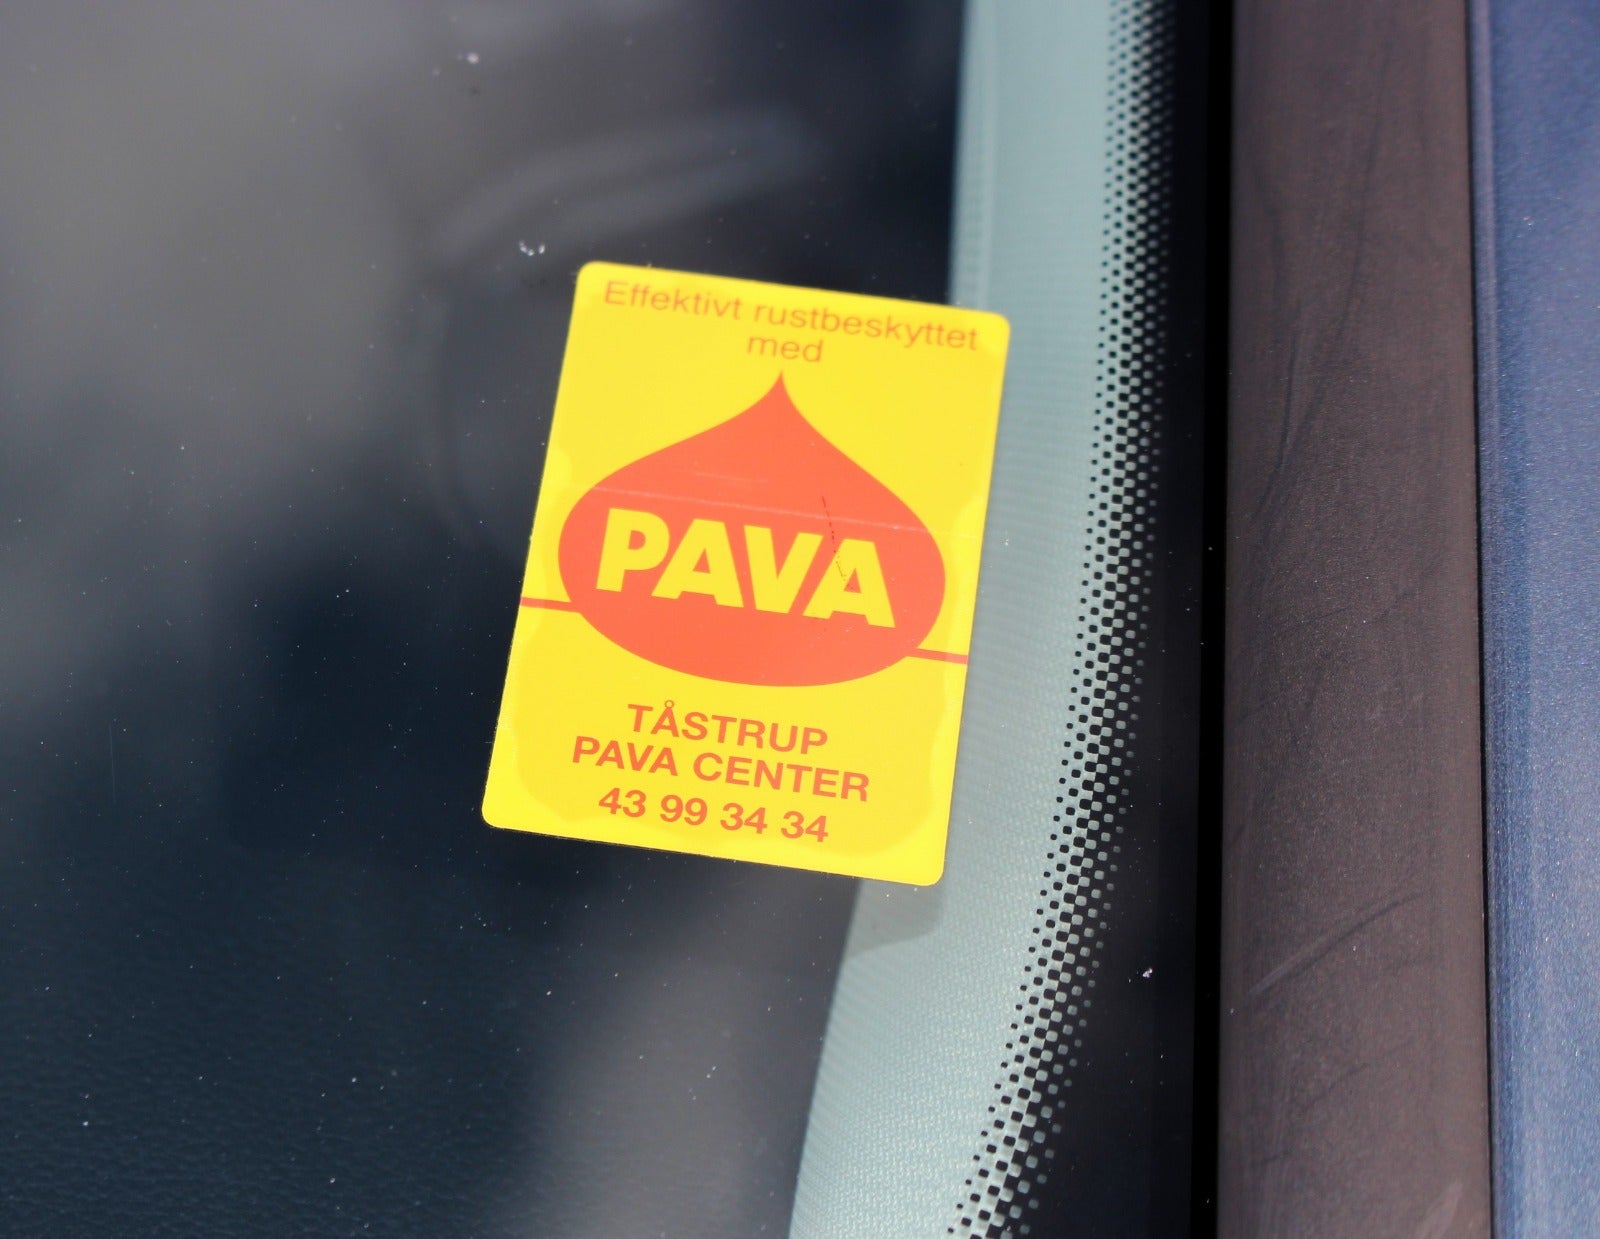 Effektivt rustbeskyttet
med
PAVA
TÅSTRUP
PAVA CENTER
43 99 34 34